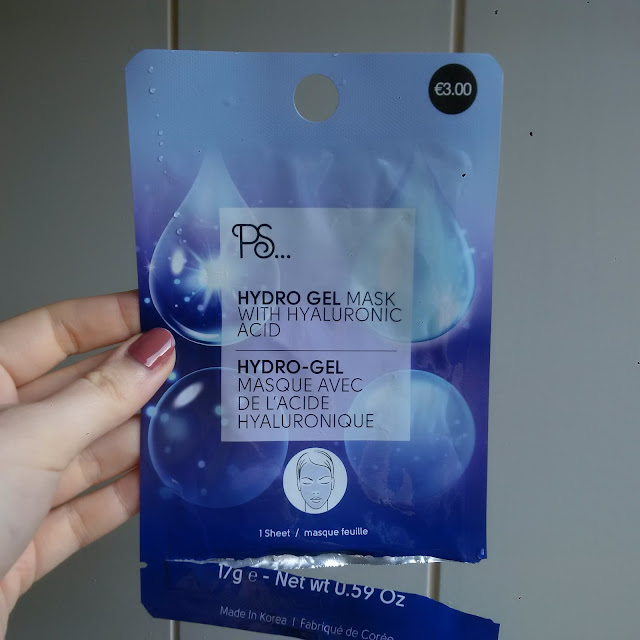 €3.00
PS...
HYDRO GEL MASK
WITH HYALURONIC
ACID
HYDRO-GEL
MASQUE AVEC
DE L'ACIDE
HYALURONIQUE
1 Sheet / masque feuille
17g e - Net wt 0.59 Oz
Made In Korea | Fabriqué de Corée